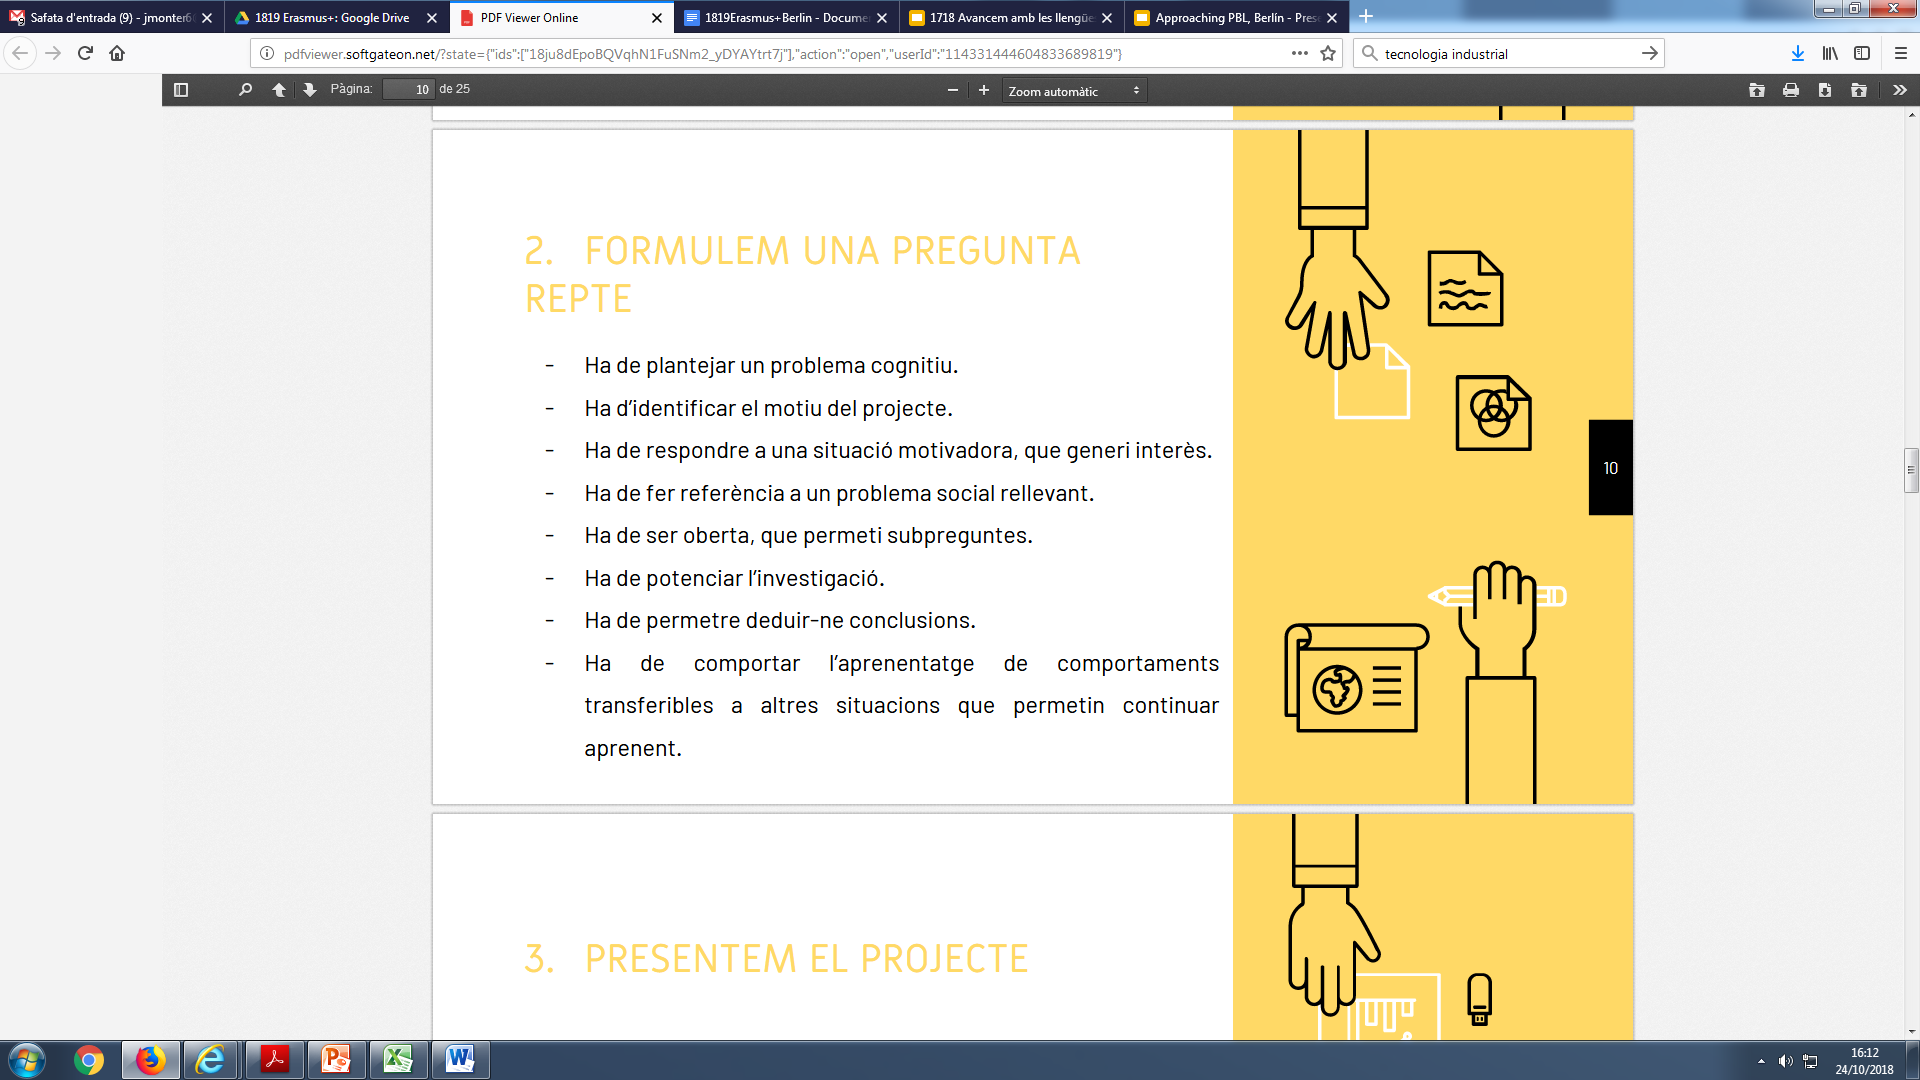 Safata d'entrada (9) - jmonter6
1819 Erasmus+: Google Drive
PDF Viewer Online
1819Erasmus+Berlin - Docume
1718 Avancem amb les llengüe
Approaching PBL, Berlín - Pres
pdfviewer.softgateon.net/?state={"ids":["18ju8dEpoBQVqhN1FuSNm2_yDYAYtrt7j"],"action":"open","userId":"114331444604833689819"}
tecnologia industrial
Pàgina: 10 de 25
Zoom automàtic
2. FORMULEM UNA PREGUNTA
REPTE
- Ha de plantejar un problema cognitiu.
- Ha d'identificar el motiu del projecte.
- Ha de respondre a una situació motivadora, que generi interès.
- Ha de fer referència a un problema social rellevant.
- Ha de ser oberta, que permeti subpreguntes.
- Ha de potenciar l'investigació.
- Ha de permetre deduir-ne conclusions.
- Ha de comportar l'aprenentatge de comportaments
transferibles a altres situacions que permetin continuar
aprenent.
10
3. PRESENTEM EL PROJECTE
16:12
24/10/2018